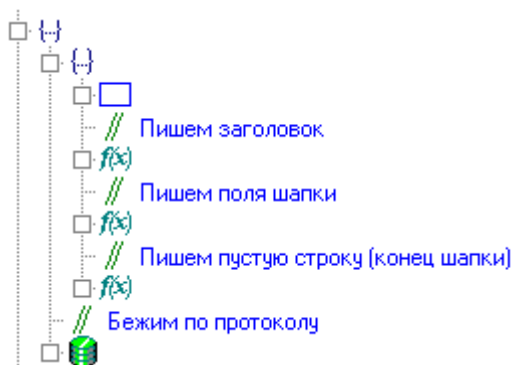 {...}
{...}
// Пишем заголовок
f(x)
// Пишем поля шапки
f(x)
// Пишем пустую строку (конец шапки)
f(x)
// Бежим по протоколу